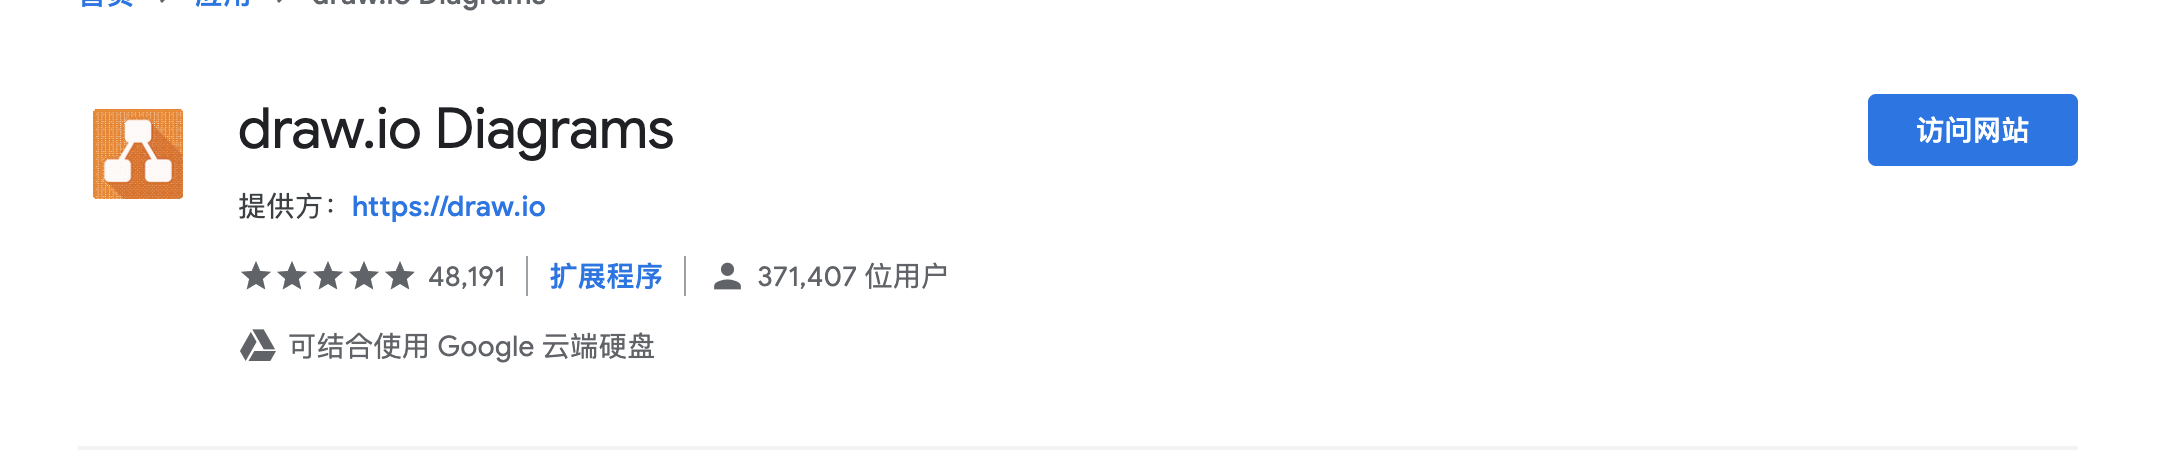 首页 > 应用 > draw.io Diagrams
draw.io Diagrams
访问网站
提供方： https://draw.io
48,191 扩展程序 371,407 位用户
可结合使用 Google 云端硬盘